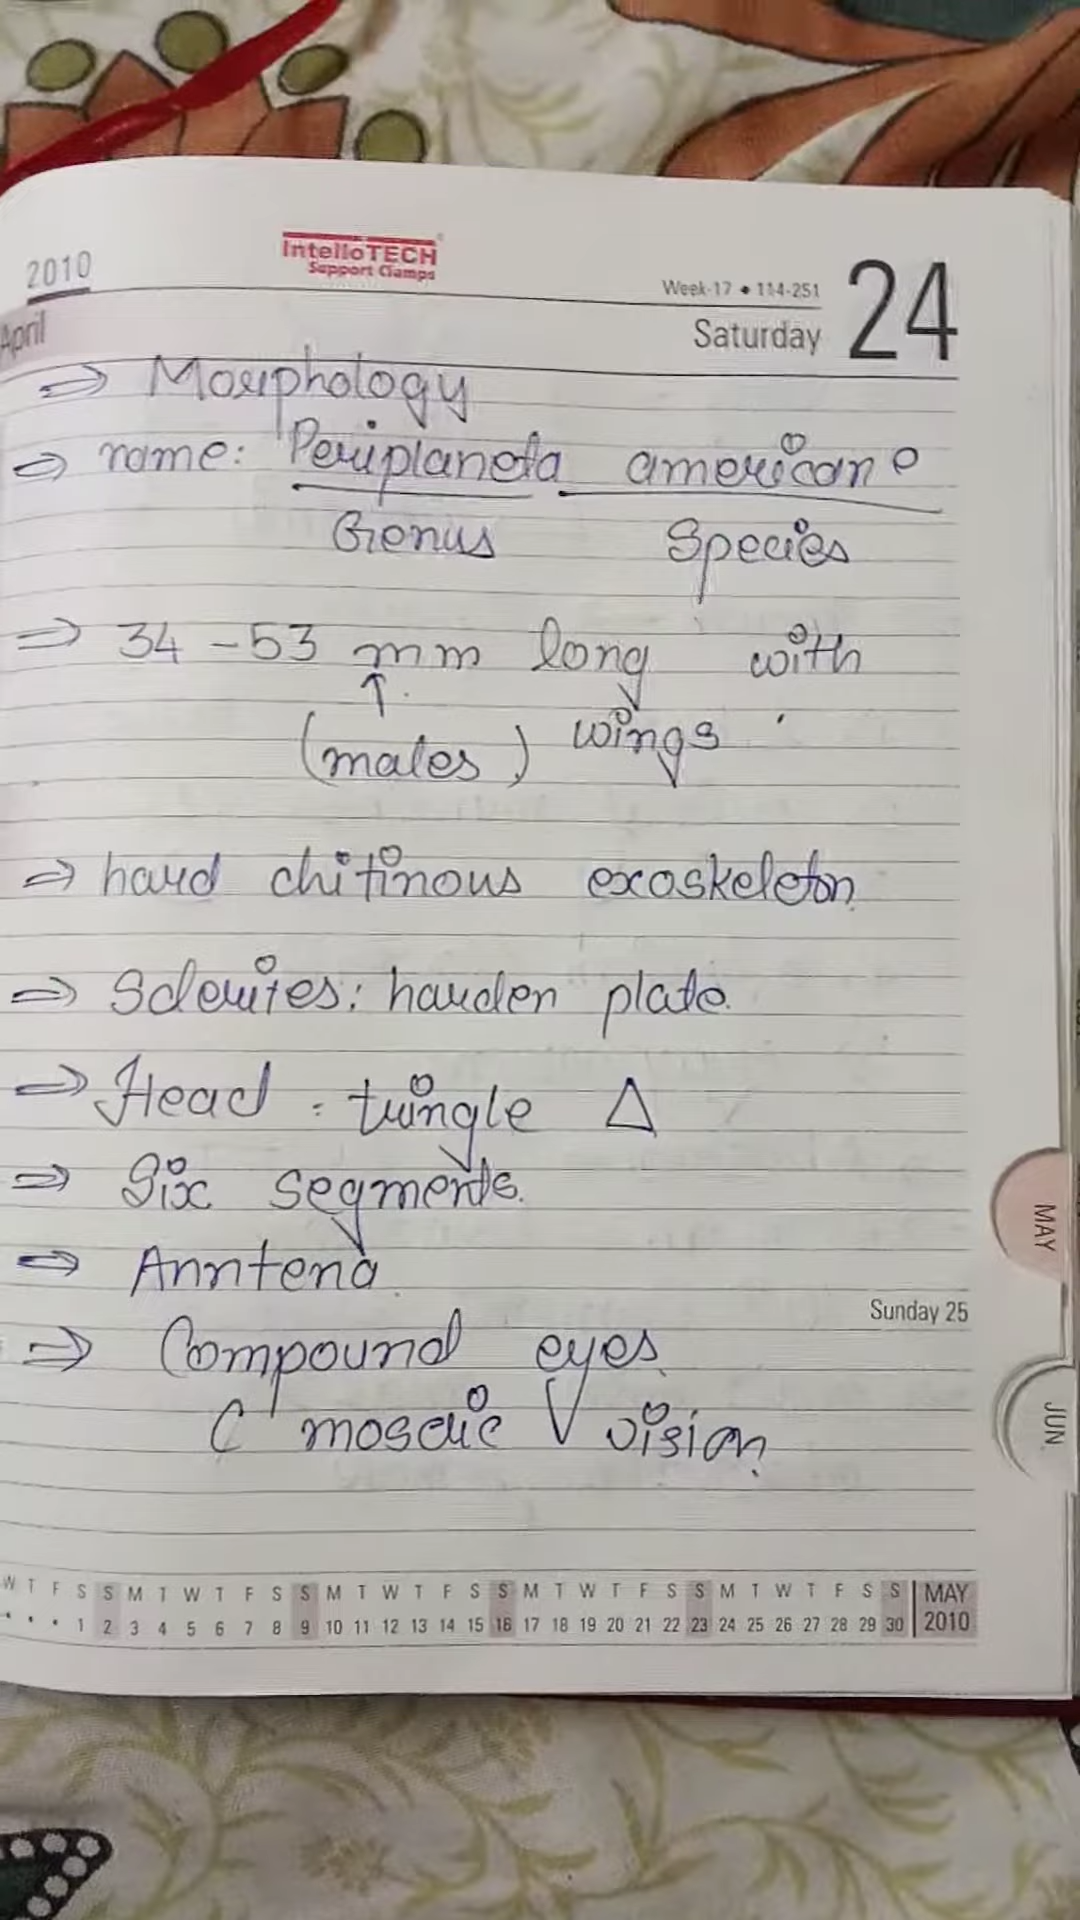 2010
IntelloTECH
Support Clamps
Week-17 • 114-251
24
April
Saturday
⇒ Morphology
⇒ name: Periplaneta americane
Genus Species
⇒ 34-53 mm long with
↑
(males) wings
⇒ hard chitinous exoskeleton
⇒ Sclerites: harden plate.
⇒ Head: tringle Δ
⇒ Six segments.
⇒ Anntena
Sunday 25
⇒ Compound eyes
( mosaic V vision
MAY
JUN
W T F S S M T W T F S S M T W T F S S M T W T F S S M T W T F S S MAY
• • • 1 2 3 4 5 6 7 8 9 10 11 12 13 14 15 16 17 18 19 20 21 22 23 24 25 26 27 28 29 30 2010